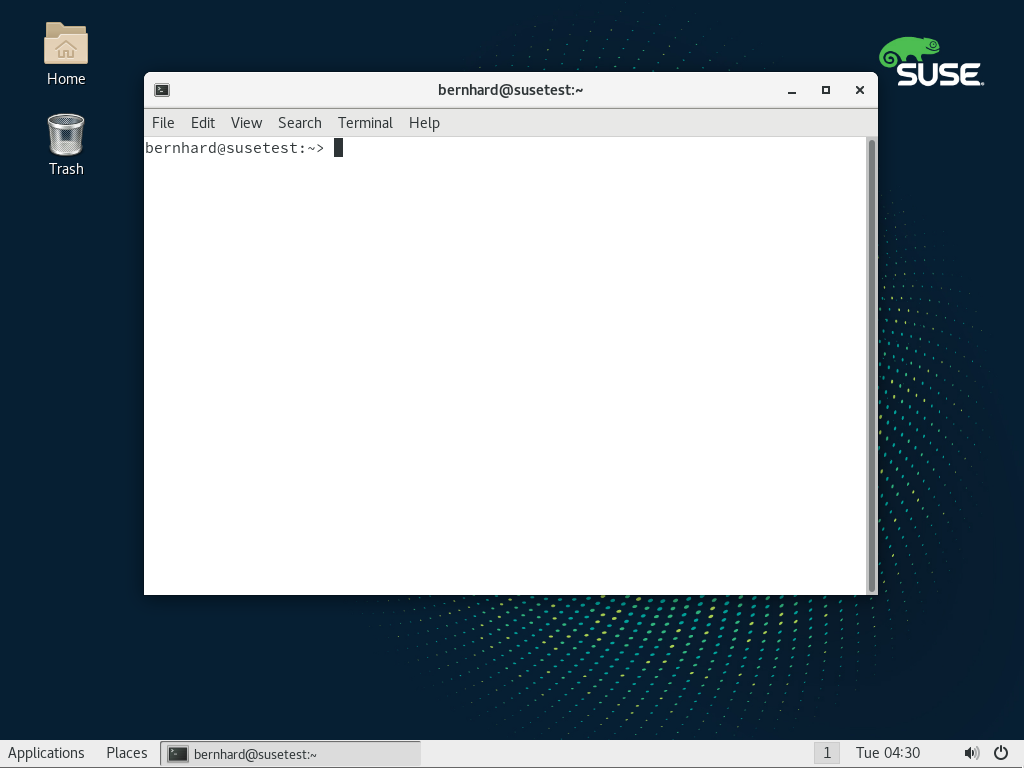 Home
Trash
SUSE
bernhard@susetest:~
File Edit View Search Terminal Help
bernhard@susetest:~>
Applications Places bernhard@susetest:~ 1 Tue 04:30